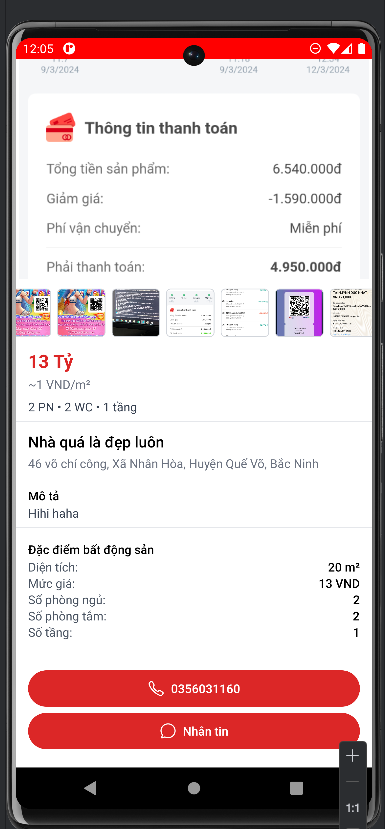 12:05
9/3/2024 9/3/2024 12/3/2024
Thông tin thanh toán
Tổng tiền sản phẩm: 6.540.000đ
Giảm giá: -1.590.000đ
Phí vận chuyển: Miễn phí
Phải thanh toán: 4.950.000đ
13 Tỷ
~1 VND/m²
2 PN • 2 WC • 1 tầng
Nhà quá là đẹp luôn
46 võ chí công, Xã Nhân Hòa, Huyện Quế Võ, Bắc Ninh
Mô tả
Hihi haha
Đặc điểm bất động sản
Diện tích: 20 m²
Mức giá: 13 VND
Số phòng ngủ: 2
Số phòng tắm: 2
Số tầng: 1
0356031160
Nhắn tin
1:1